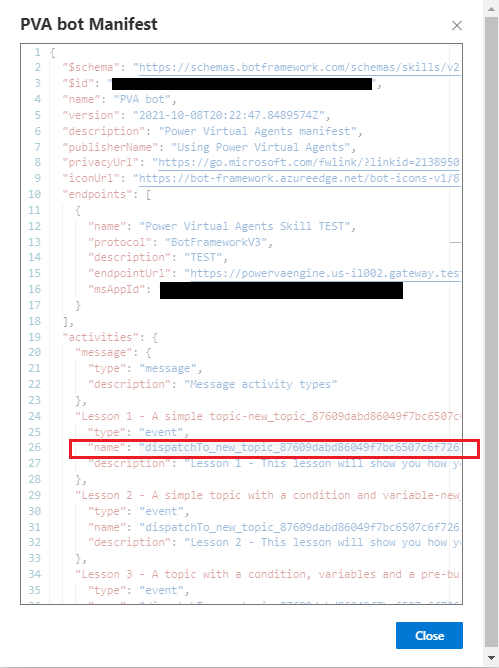 PVA bot Manifest
1 {
2 "$schema": "https://schemas.botframework.com/schemas/skills/v2
3 "$id": " ",
4 "name": "PVA bot",
5 "version": "2021-10-08T20:22:47.8489574Z",
6 "description": "Power Virtual Agents manifest",
7 "publisherName": "Using Power Virtual Agents",
8 "privacyUrl": "https://go.microsoft.com/fwlink/?linkid=2138950
9 "iconUrl": "https://bot-framework.azureedge.net/bot-icons-v1/8
10 "endpoints": [
11 {
12 "name": "Power Virtual Agents Skill TEST",
13 "protocol": "BotFrameworkV3",
14 "description": "TEST",
15 "endpointUrl": "https://powervaengine.us-il002.gateway.test
16 "msAppId":
17 }
18 ],
19 "activities": {
20 "message": {
21 "type": "message",
22 "description": "Message activity types"
23 },
24 "Lesson 1 - A simple topic-new_topic_87609dabd86049f7bc6507c6
25 "type": "event",
26 "name": "dispatchTo_new_topic_87609dabd86049f7bc6507c6f726
27 "description": "Lesson 1 - This lesson will show you how yo
28 },
29 "Lesson 2 - A simple topic with a condition and variable-new_
30 "type": "event",
31 "name": "dispatchTo_new_topic_87609dabd86049f7bc6507c6f726
32 "description": "Lesson 2 - This lesson will show you how yo
33 },
34 "Lesson 3 - A topic with a condition, variables and a pre-bu
35 "type": "event",
36
Close